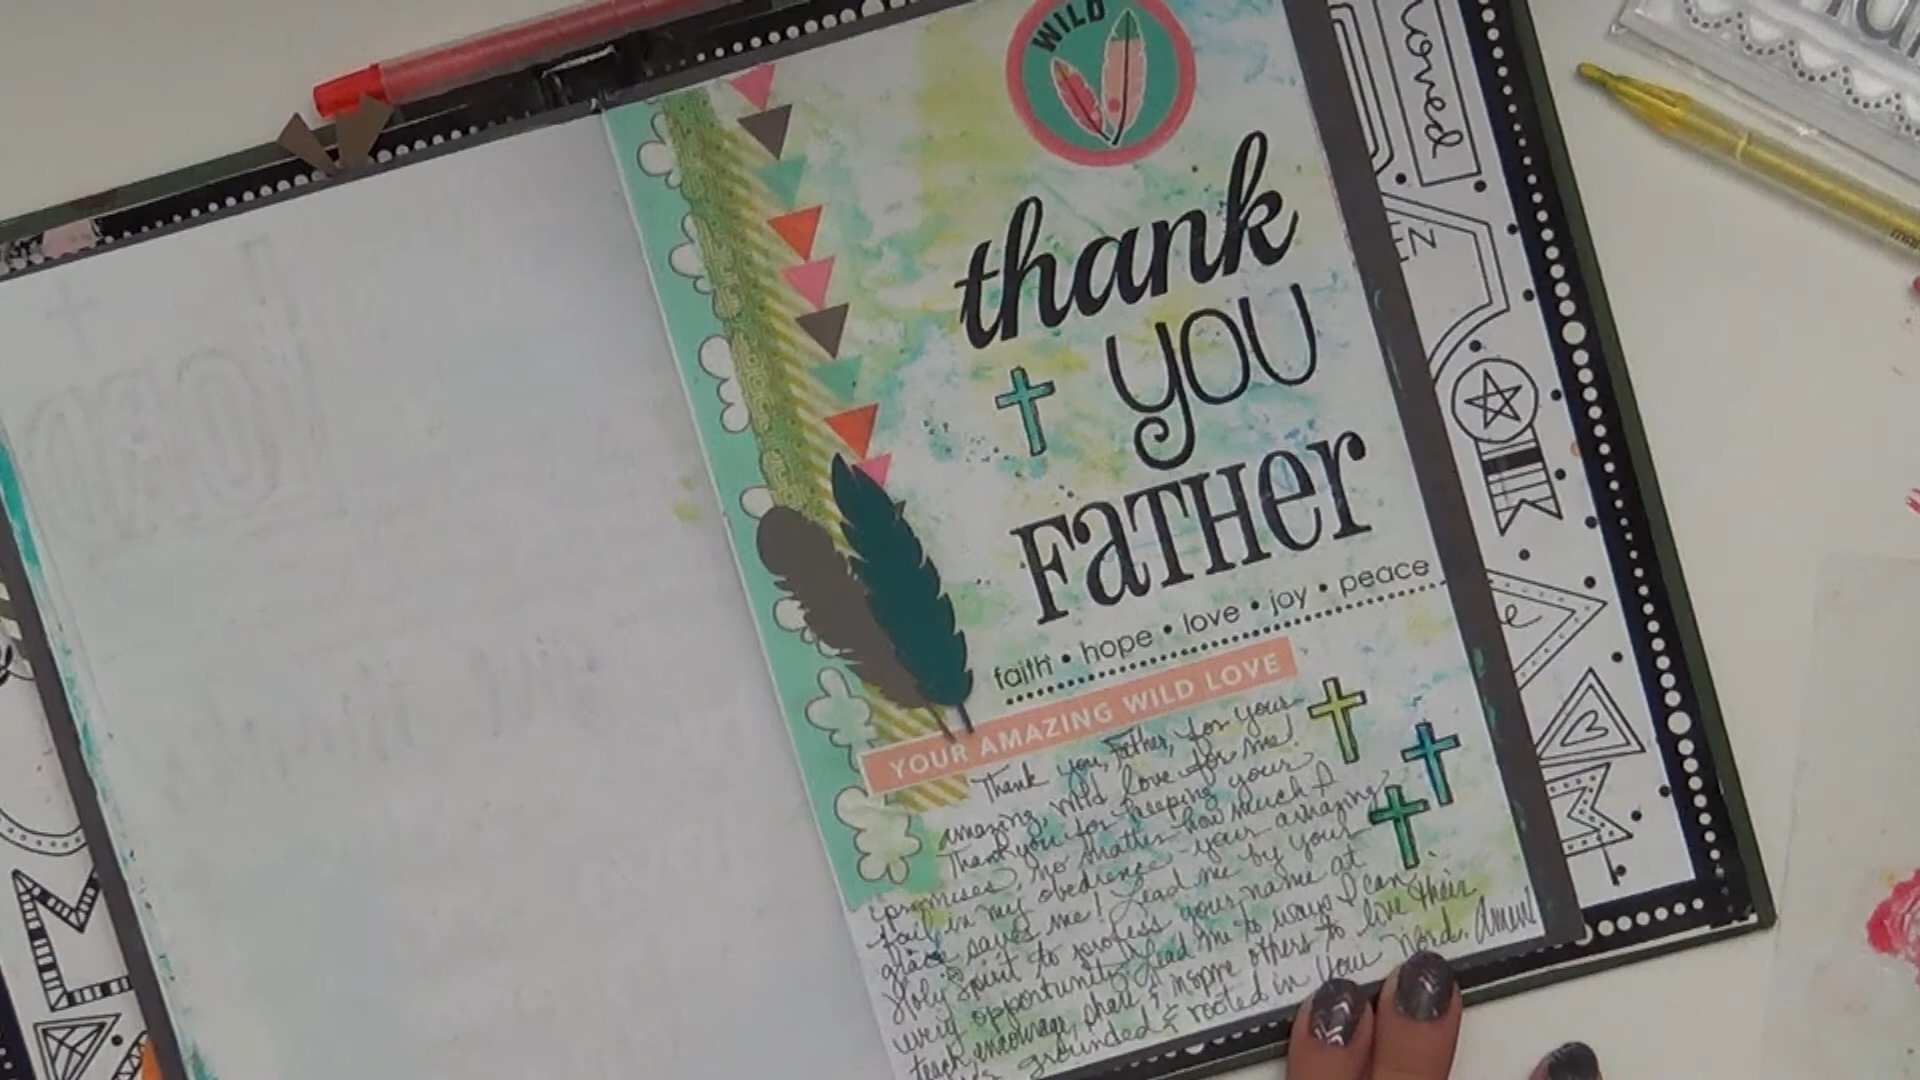 WILD
thank
YOU
FaTHer
faith • hope • love • joy • peace
YOUR AMAZING WILD LOVE
Thank you, Father, for your
amazing, wild love for me!
Thank you for keeping your
promises, no matter how much I
fail in my obedience your amazing
grace saves me! Lead me by your
Holy Spirit to profess your name at
every opportunity. Lead me to ways I can
teach, encourage, share & inspire others to live their
grounded & rooted in your Word. Amen
loved